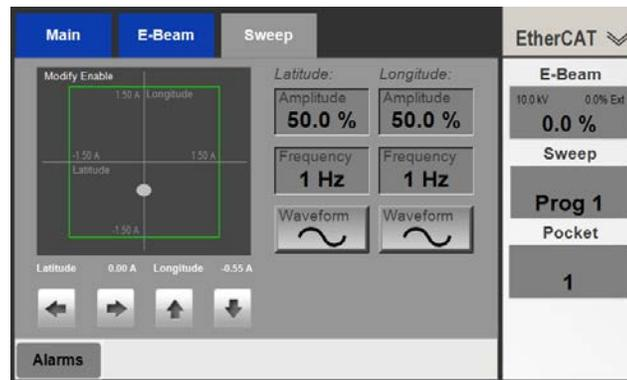 Main E-Beam Sweep
EtherCAT
Modify Enable
1.50 A Longitude
-1.50 A 1.50 A
Latitude
-1.50 A
Latitude 0.00 A Longitude -0.55 A
Latitude: Longitude:
Amplitude Amplitude
50.0 % 50.0 %
Frequency Frequency
1 Hz 1 Hz
Waveform Waveform
E-Beam
10.0 kV 0.0% Ext
0.0 %
Sweep
Prog 1
Pocket
1
Alarms